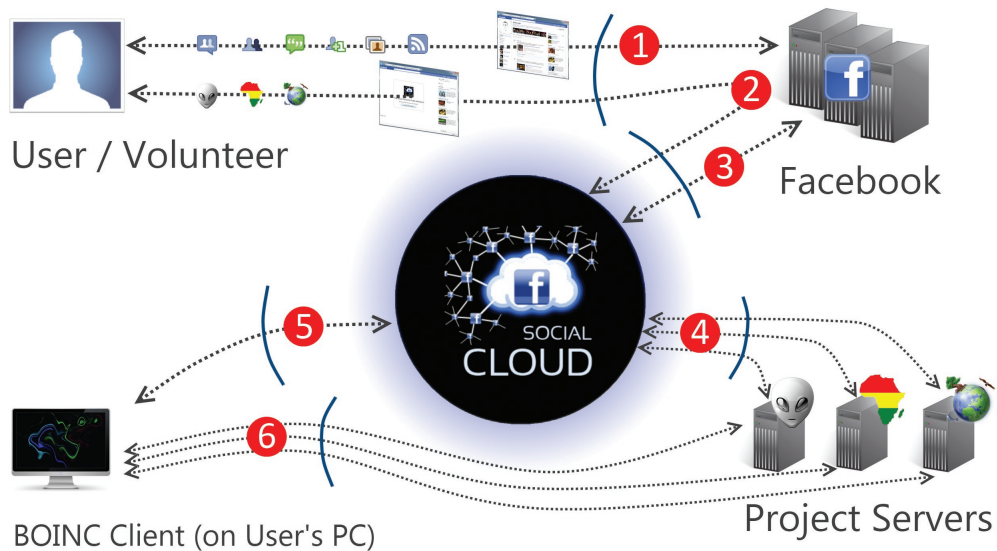 1
2
User / Volunteer
3
Facebook
f
f
SOCIAL
CLOUD
5
4
6
Project Servers
BOINC Client (on User's PC)